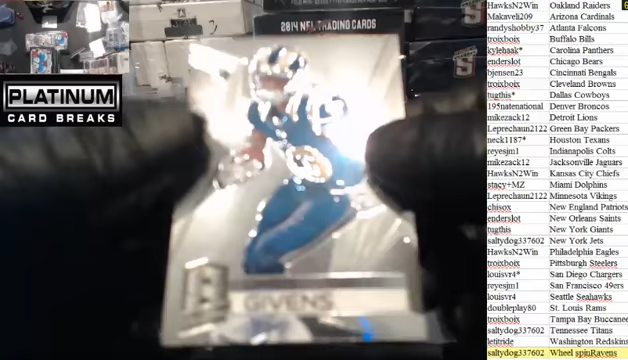 2014 NFL TRADING CARDS
GIVENS
PLATINUM
CARD BREAKS
HawksN2Win Oakland Raiders
Makaveli209 Arizona Cardinals
randyshobby37 Atlanta Falcons
troixboix Buffalo Bills
kylehaak* Carolina Panthers
enderslot Chicago Bears
bjensen23 Cincinnati Bengals
troixboix Cleveland Browns
tugthis* Dallas Cowboys
195natenational Denver Broncos
mikezack12 Detroit Lions
Leprechaun2122 Green Bay Packers
neck1187* Houston Texans
reyesjm1 Indianapolis Colts
mikezack12 Jacksonville Jaguars
HawksN2Win Kansas City Chiefs
stacy+MZ Miami Dolphins
Leprechaun2122 Minnesota Vikings
chisox New England Patriots
enderslot New Orleans Saints
tugthis New York Giants
saltydog337602 New York Jets
HawksN2Win Philadelphia Eagles
troixboix Pittsburgh Steelers
louisvr4* San Diego Chargers
reyesjm1 San Francisco 49ers
louisvr4 Seattle Seahawks
doubleplay80 St. Louis Rams
troixboix Tampa Bay Buccanee
saltydog337602 Tennessee Titans
letitride Washington Redskins
saltydog337602 Wheel spinRavens